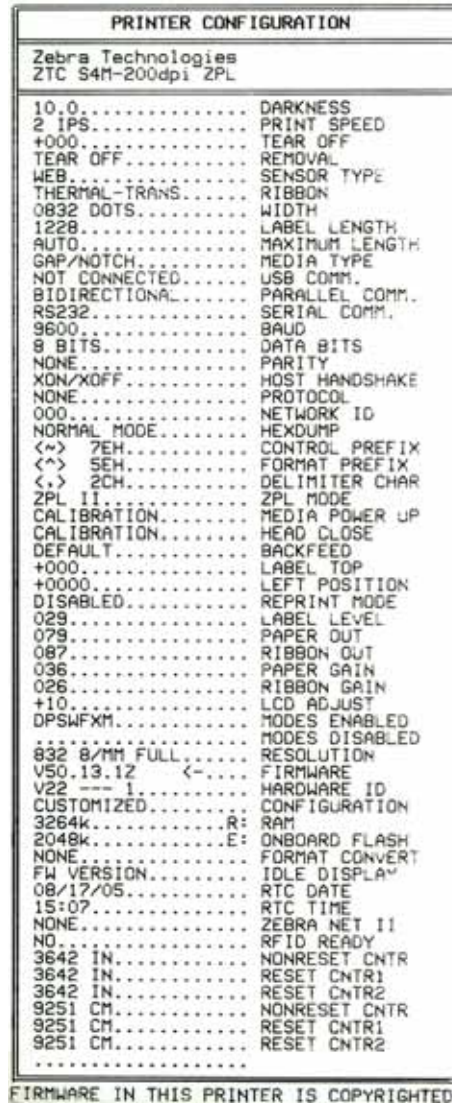 PRINTER CONFIGURATION
Zebra Technologies
ZTC S4M-200dpi ZPL
10.0............... DARKNESS
2 IPS.............. PRINT SPEED
+000............... TEAR OFF
TEAR OFF........... REMOVAL
WEB................ SENSOR TYPE
THERMAL-TRANS...... RIBBON
0832 DOTS.......... WIDTH
1228............... LABEL LENGTH
AUTO............... MAXIMUM LENGTH
GAP/NOTCH.......... MEDIA TYPE
NOT CONNECTED...... USB COMM.
BIDIRECTIONAL...... PARALLEL COMM.
RS232.............. SERIAL COMM.
9600............... BAUD
8 BITS............. DATA BITS
NONE............... PARITY
XON/XOFF........... HOST HANDSHAKE
NONE............... PROTOCOL
000................ NETWORK ID
NORMAL MODE........ HEXDUMP
<~> 7EH............ CONTROL PREFIX
<^> 5EH............ FORMAT PREFIX
<,> 2CH............ DELIMITER CHAR
ZPL II............. ZPL MODE
CALIBRATION........ MEDIA POWER UP
CALIBRATION........ HEAD CLOSE
DEFAULT............ BACKFEED
+000............... LABEL TOP
+0000.............. LEFT POSITION
DISABLED........... REPRINT MODE
029................ LABEL LEVEL
079................ PAPER OUT
087................ RIBBON OUT
036................ PAPER GAIN
026................ RIBBON GAIN
+10................ LCD ADJUST
DPSWFXM............ MODES ENABLED
................... MODES DISABLED
832 8/MM FULL...... RESOLUTION
V50.13.1Z <-.... FIRMWARE
V22 --- 1.......... HARDWARE ID
CUSTOMIZED......... CONFIGURATION
3264k............R: RAM
2048k............E: ONBOARD FLASH
NONE............... FORMAT CONVERT
FW VERSION......... IDLE DISPLAY
08/17/05........... RTC DATE
15:07.............. RTC TIME
NONE............... ZEBRA NET II
NO................. RFID READY
3642 IN............ NONRESET CNTR
3642 IN............ RESET CNTR1
3642 IN............ RESET CNTR2
9251 CM............ NONRESET CNTR
9251 CM............ RESET CNTR1
9251 CM............ RESET CNTR2
...................
FIRMWARE IN THIS PRINTER IS COPYRIGHTED